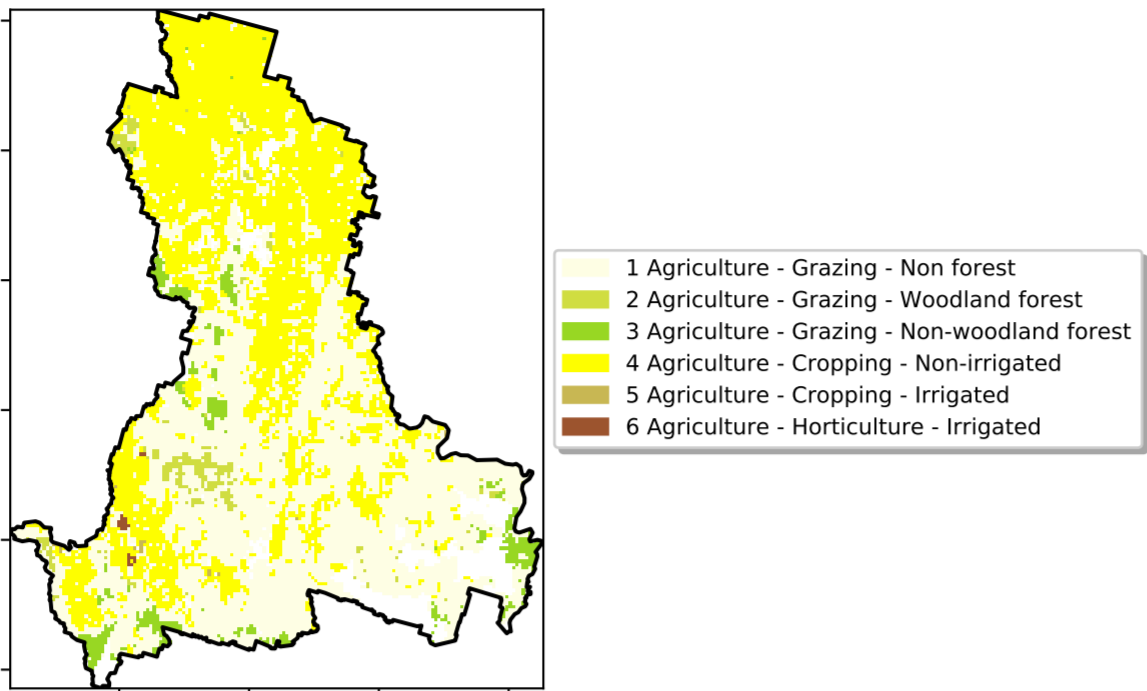 1 Agriculture - Grazing - Non forest
2 Agriculture - Grazing - Woodland forest
3 Agriculture - Grazing - Non-woodland forest
4 Agriculture - Cropping - Non-irrigated
5 Agriculture - Cropping - Irrigated
6 Agriculture - Horticulture - Irrigated